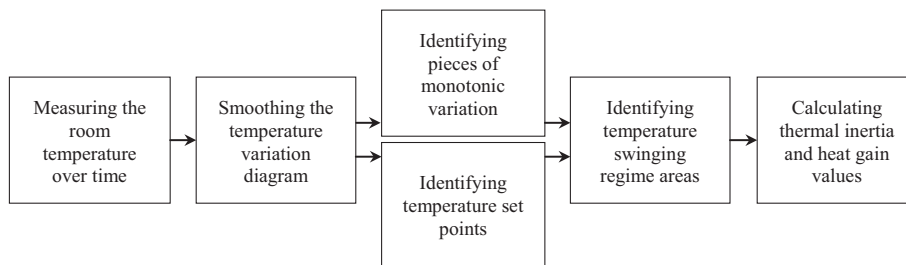 Measuring the
room
temperature
over time
Smoothing the
temperature
variation
diagram
Identifying
pieces of
monotonic
variation
Identifying
temperature set
points
Identifying
temperature
swinging
regime areas
Calculating
thermal inertia
and heat gain
values